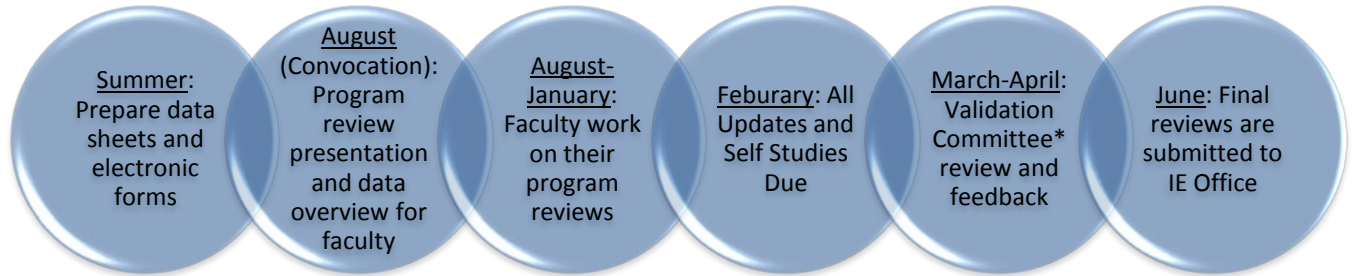 Summer:
Prepare data
sheets and
electronic
forms
August
(Convocation):
Program
review
presentation
and data
overview for
faculty
August-
January:
Faculty work
on their
program
reviews
Feburary: All
Updates and
Self Studies
Due
March-April:
Validation
Committee*
review and
feedback
June: Final
reviews are
submitted to
IE Office